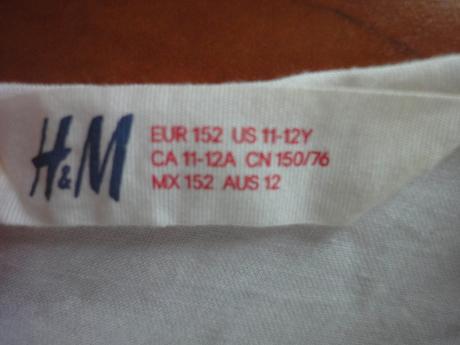 H&M
EUR 152 US 11-12Y
CA 11-12A CN 150/76
MX 152 AUS 12